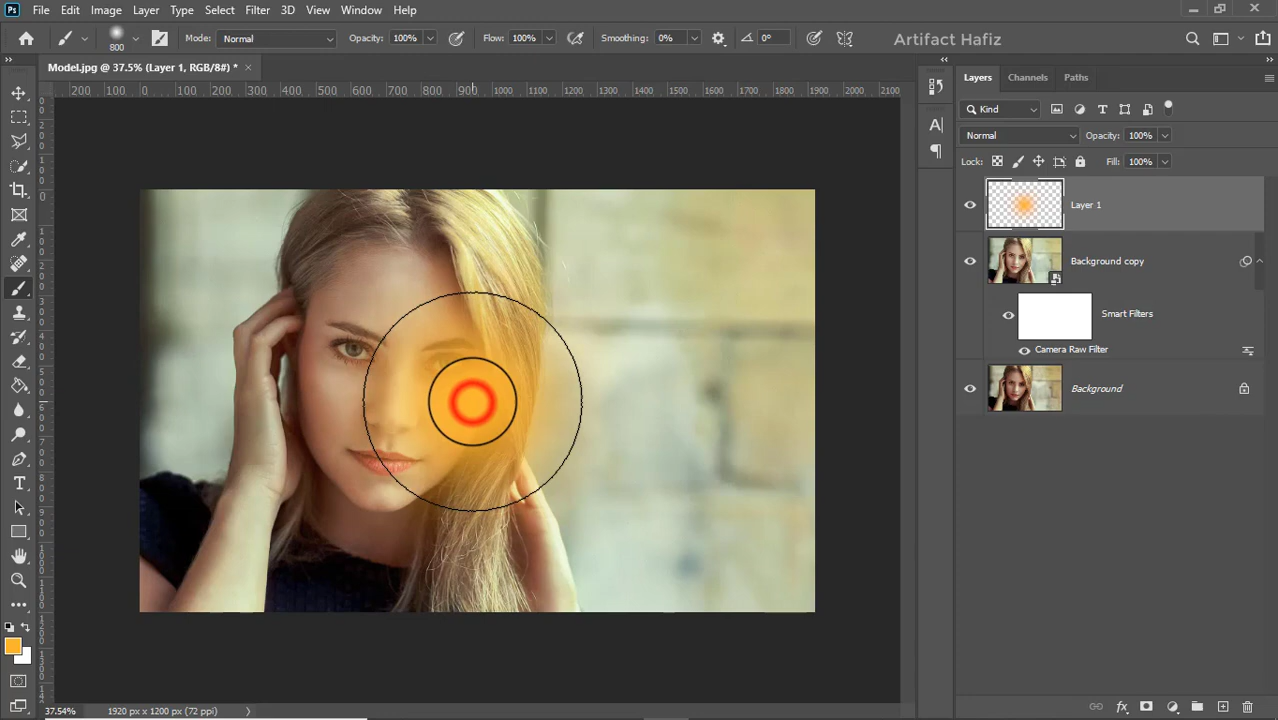 Ps File Edit Image Layer Type Select Filter 3D View Window Help
800 Mode: Normal Opacity: 100% Flow: 100% Smoothing: 0% 0° Artifact Hafiz
Model.jpg @ 37.5% (Layer 1, RGB/8#) * ×
200 100 0 100 200 300 400 500 600 700 800 900 1000 1100 1200 1300 1400 1500 1600 1700 1800 1900 2000 2100
Layers Channels Paths
Kind
Normal Opacity: 100%
Lock: Fill: 100%
Layer 1
Background copy
Smart Filters
Camera Raw Filter
Background
37.54% 1920 px x 1200 px (72 ppi)